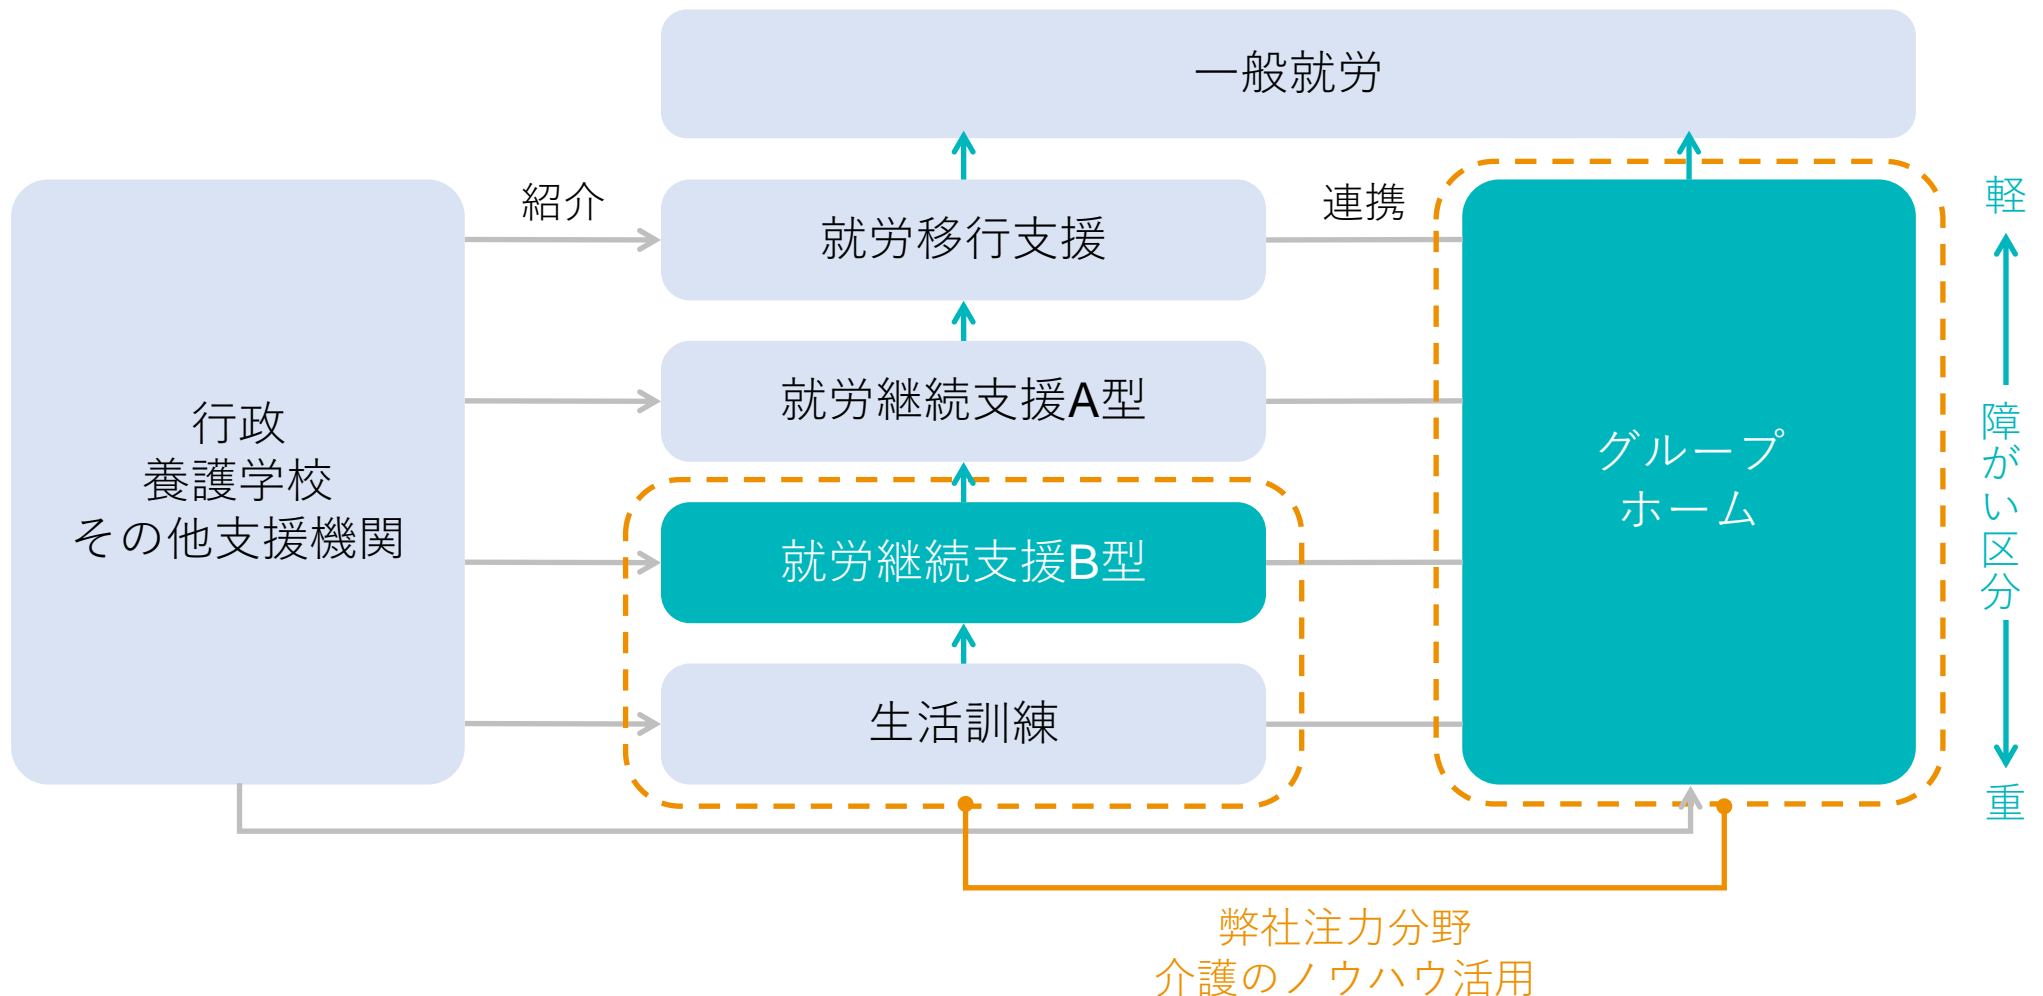 一般就労
紹介
就労移行支援
連携
軽
就労継続支援A型
行政
養護学校
その他支援機関
グループ
ホーム
障がい区分
就労継続支援B型
生活訓練
重
弊社注力分野
介護のノウハウ活用